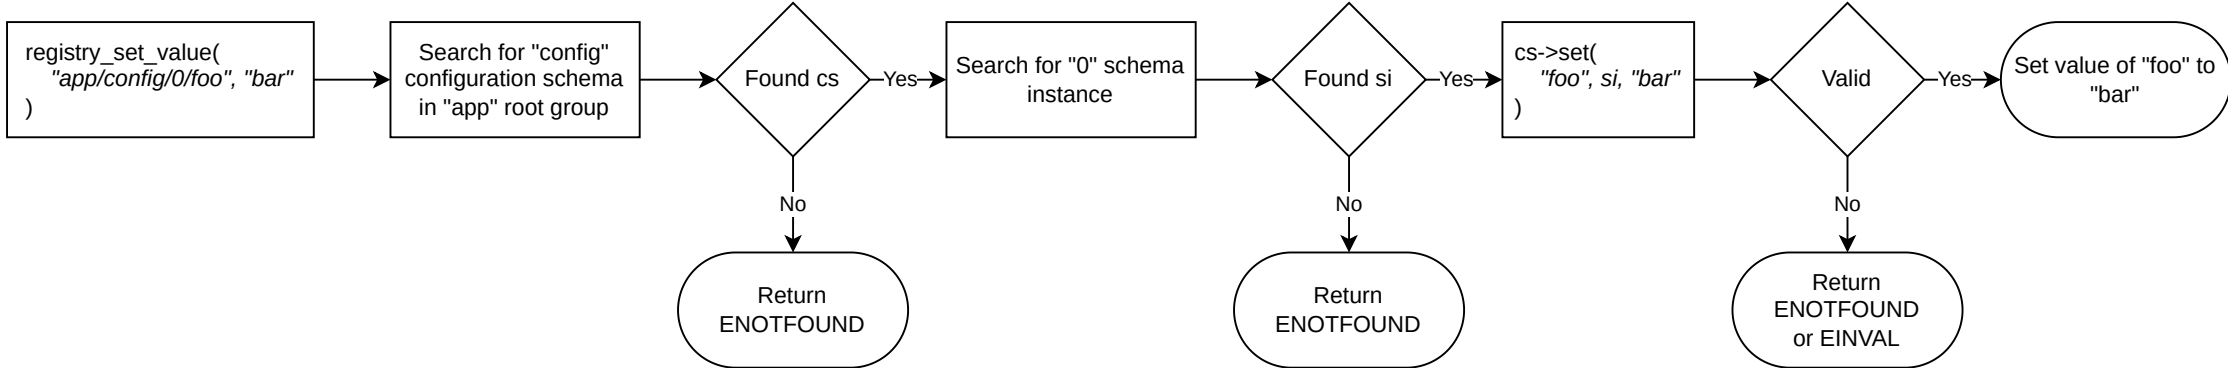 registry_set_value(
"app/config/0/foo", "bar"
)
Search for "config"
configuration schema
in "app" root group
Found cs
Yes
No
Return
ENOTFOUND
Search for "0" schema
instance
Found si
Yes
No
Return
ENOTFOUND
cs->set(
"foo", si, "bar"
)
Valid
Yes
No
Return
ENOTFOUND
or EINVAL
Set value of "foo" to
"bar"